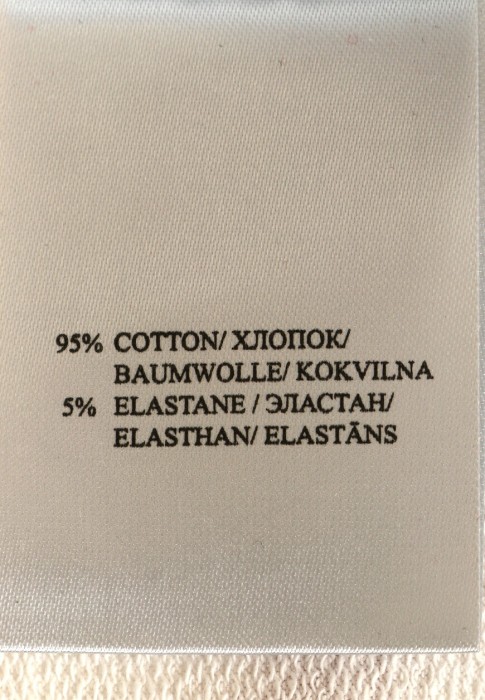 95% COTTON/ ХЛОПОК/
BAUMWOLLE/ KOKVILNA
5% ELASTANE / ЭЛАСТАН/
ELASTHAN/ ELASTĀNS